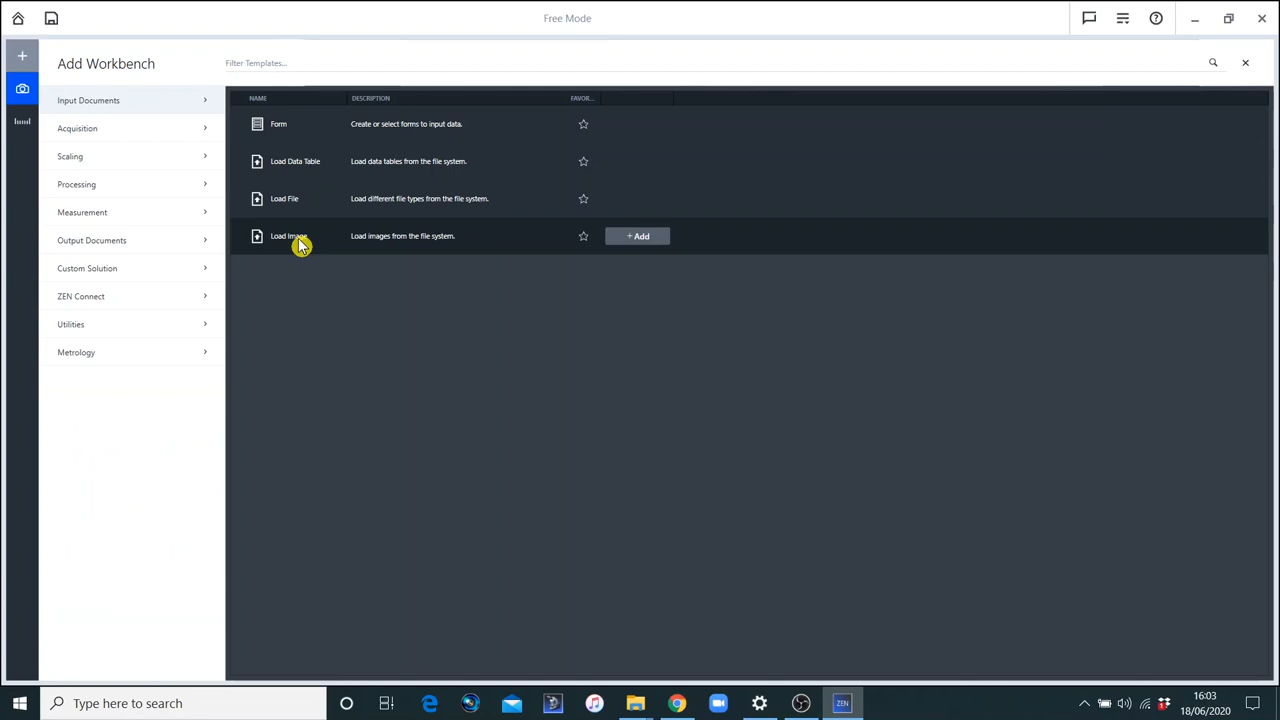 Free Mode
Add Workbench
Filter Templates...
Input Documents
Acquisition
Scaling
Processing
Measurement
Output Documents
Custom Solution
ZEN Connect
Utilities
Metrology
NAME DESCRIPTION FAVOR...
Form Create or select forms to input data.
Load Data Table Load data tables from the file system.
Load File Load different file types from the file system.
Load Image Load images from the file system. + Add
Type here to search
ZEN
16:03
18/06/2020